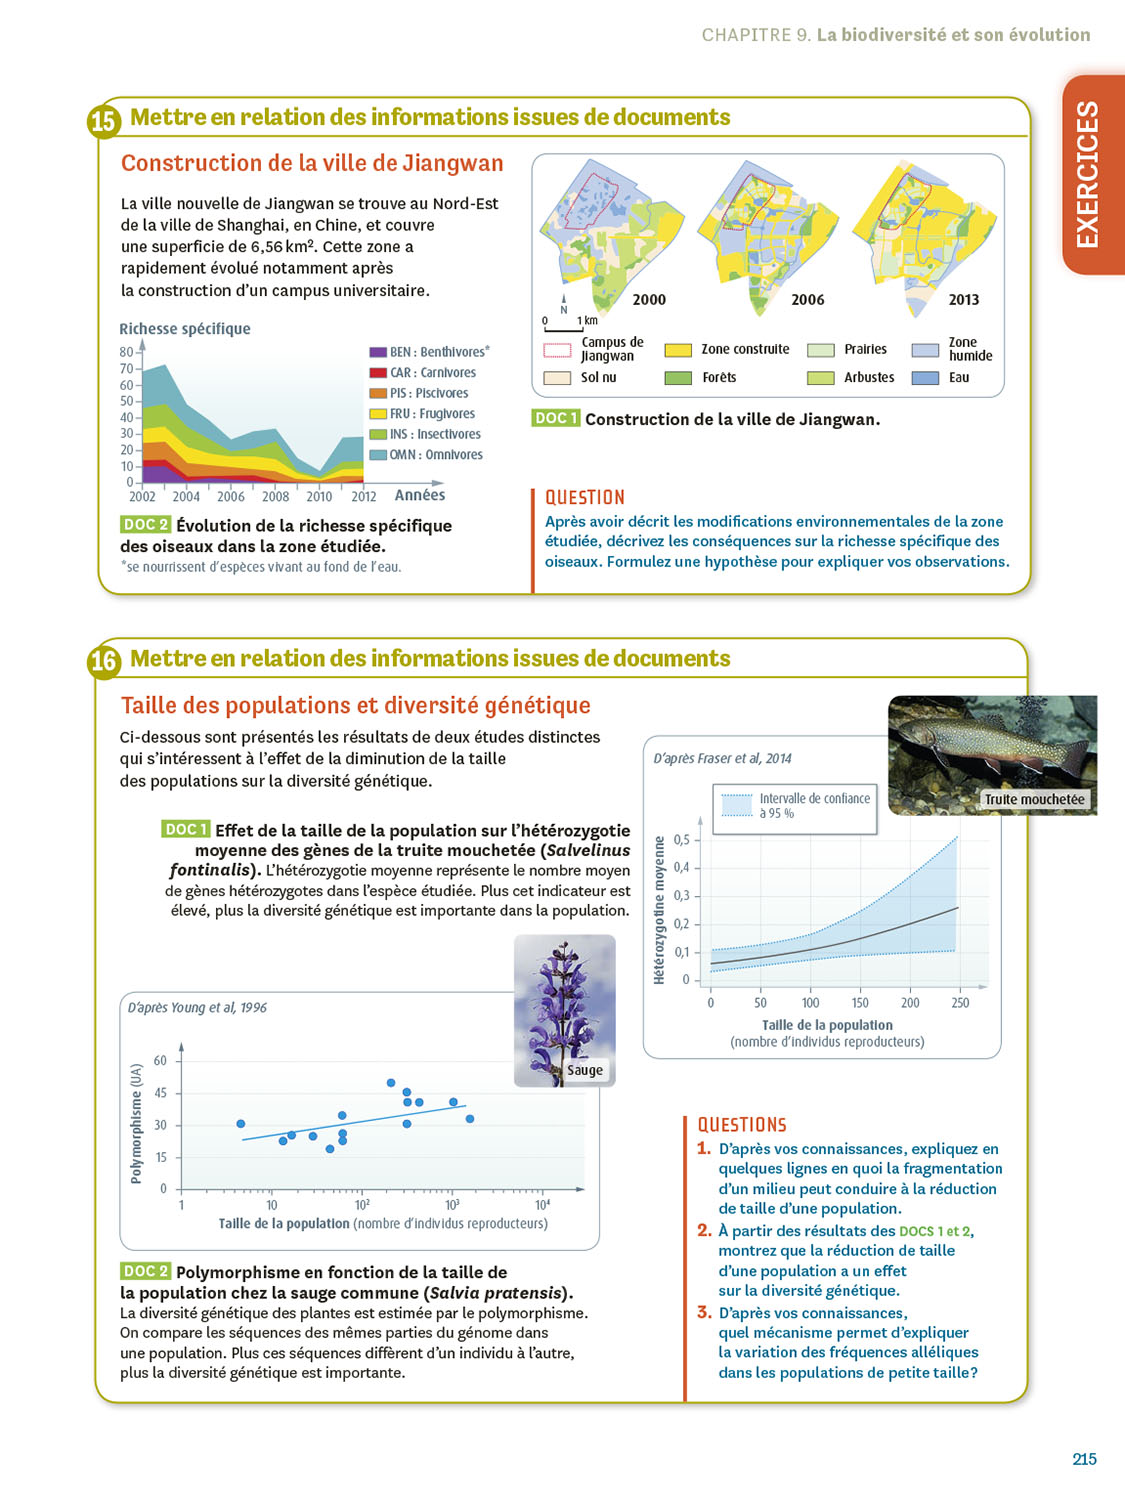 CHAPITRE 9. La biodiversité et son évolution
EXERCICES
15 Mettre en relation des informations issues de documents
Construction de la ville de Jiangwan
La ville nouvelle de Jiangwan se trouve au Nord-Est
de la ville de Shanghai, en Chine, et couvre
une superficie de 6,56 km². Cette zone a
rapidement évolué notamment après
la construction d'un campus universitaire.
Richesse spécifique
80
70
60
50
40
30
20
10
0
2002 2004 2006 2008 2010 2012 Années
BEN : Benthivores*
CAR : Carnivores
PIS : Piscivores
FRU : Frugivores
INS : Insectivores
OMN : Omnivores
DOC 2 Évolution de la richesse spécifique
des oiseaux dans la zone étudiée.
*se nourrissent d'espèces vivant au fond de l'eau.
2000 2006 2013
N
0 1 km
Campus de
Jiangwan
Zone construite
Prairies
Zone
humide
Sol nu
Forêts
Arbustes
Eau
DOC 1 Construction de la ville de Jiangwan.
QUESTION
Après avoir décrit les modifications environnementales de la zone
étudiée, décrivez les conséquences sur la richesse spécifique des
oiseaux. Formulez une hypothèse pour expliquer vos observations.
16 Mettre en relation des informations issues de documents
Taille des populations et diversité génétique
Ci-dessous sont présentés les résultats de deux études distinctes
qui s'intéressent à l'effet de la diminution de la taille
des populations sur la diversité génétique.
DOC 1 Effet de la taille de la population sur l'hétérozygotie
moyenne des gènes de la truite mouchetée (Salvelinus
fontinalis). L'hétérozygotie moyenne représente le nombre moyen
de gènes hétérozygotes dans l'espèce étudiée. Plus cet indicateur est
élevé, plus la diversité génétique est importante dans la population.
D'après Fraser et al, 2014
Truite mouchetée
Intervalle de confiance
à 95 %
Hétérozygotine moyenne
0,5
0,4
0,3
0,2
0,1
0
0 50 100 150 200 250
Taille de la population
(nombre d'individus reproducteurs)
D'après Young et al, 1996
Sauge
Polymorphisme (UA)
60
45
30
15
0
1 10 10² 10³ 10⁴
Taille de la population (nombre d'individus reproducteurs)
DOC 2 Polymorphisme en fonction de la taille de
la population chez la sauge commune (Salvia pratensis).
La diversité génétique des plantes est estimée par le polymorphisme.
On compare les séquences des mêmes parties du génome dans
une population. Plus ces séquences diffèrent d'un individu à l'autre,
plus la diversité génétique est importante.
QUESTIONS
1. D'après vos connaissances, expliquez en
quelques lignes en quoi la fragmentation
d'un milieu peut conduire à la réduction
de taille d'une population.
2. À partir des résultats des DOCS 1 et 2,
montrez que la réduction de taille
d'une population a un effet
sur la diversité génétique.
3. D'après vos connaissances,
quel mécanisme permet d'expliquer
la variation des fréquences alléliques
dans les populations de petite taille ?
215